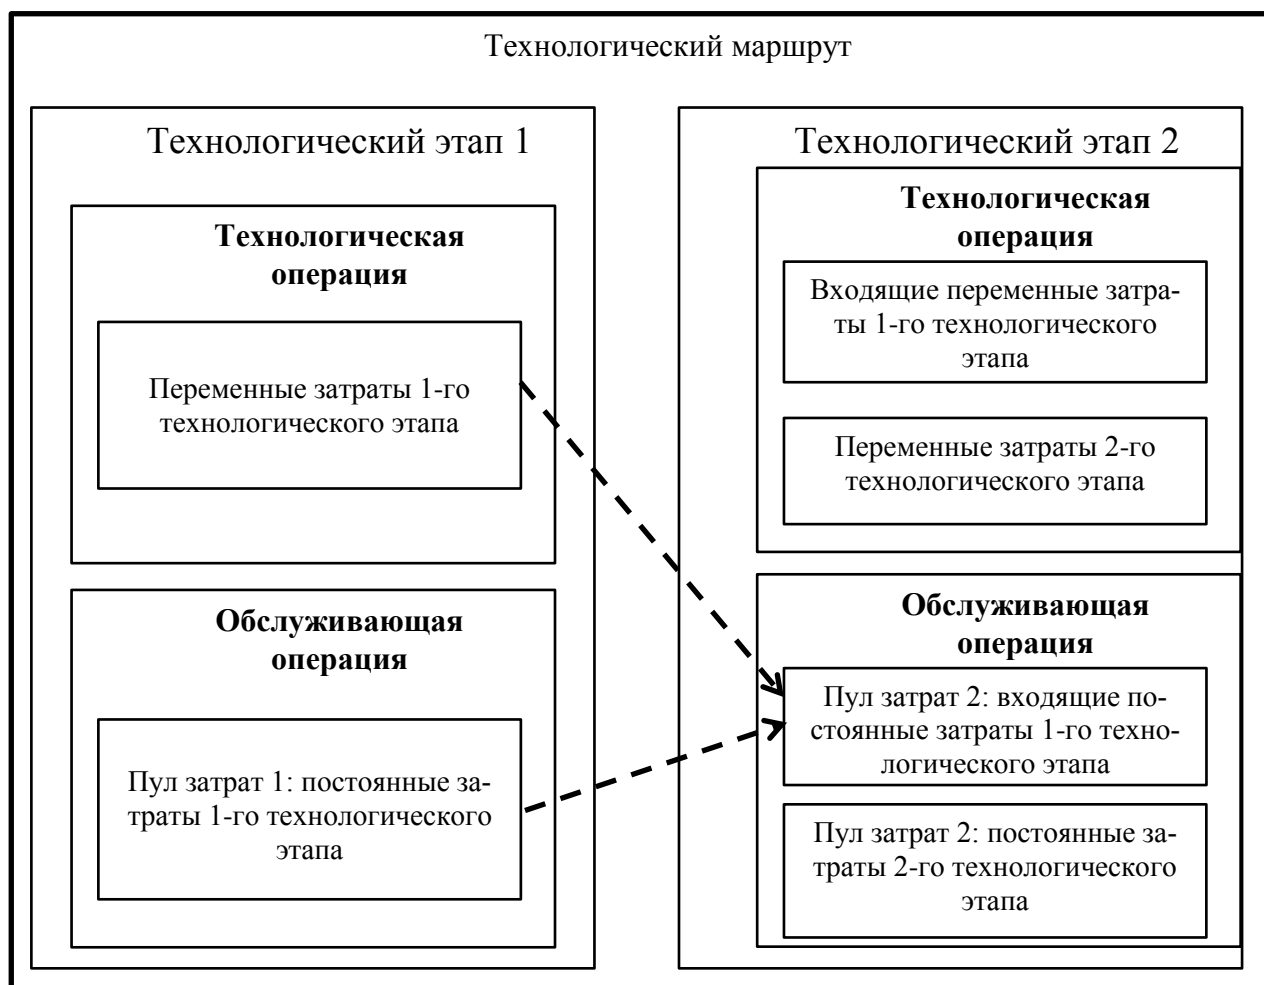 Технологический маршрут
Технологический этап 1
Технологическая
операция
Переменные затраты 1-го
технологического этапа
Обслуживающая
операция
Пул затрат 1: постоянные за-
траты 1-го технологического
этапа
Технологический этап 2
Технологическая
операция
Входящие переменные затра-
ты 1-го технологического
этапа
Переменные затраты 2-го
технологического этапа
Обслуживающая
операция
Пул затрат 2: входящие по-
стоянные затраты 1-го техно-
логического этапа
Пул затрат 2: постоянные за-
траты 2-го технологического
этапа